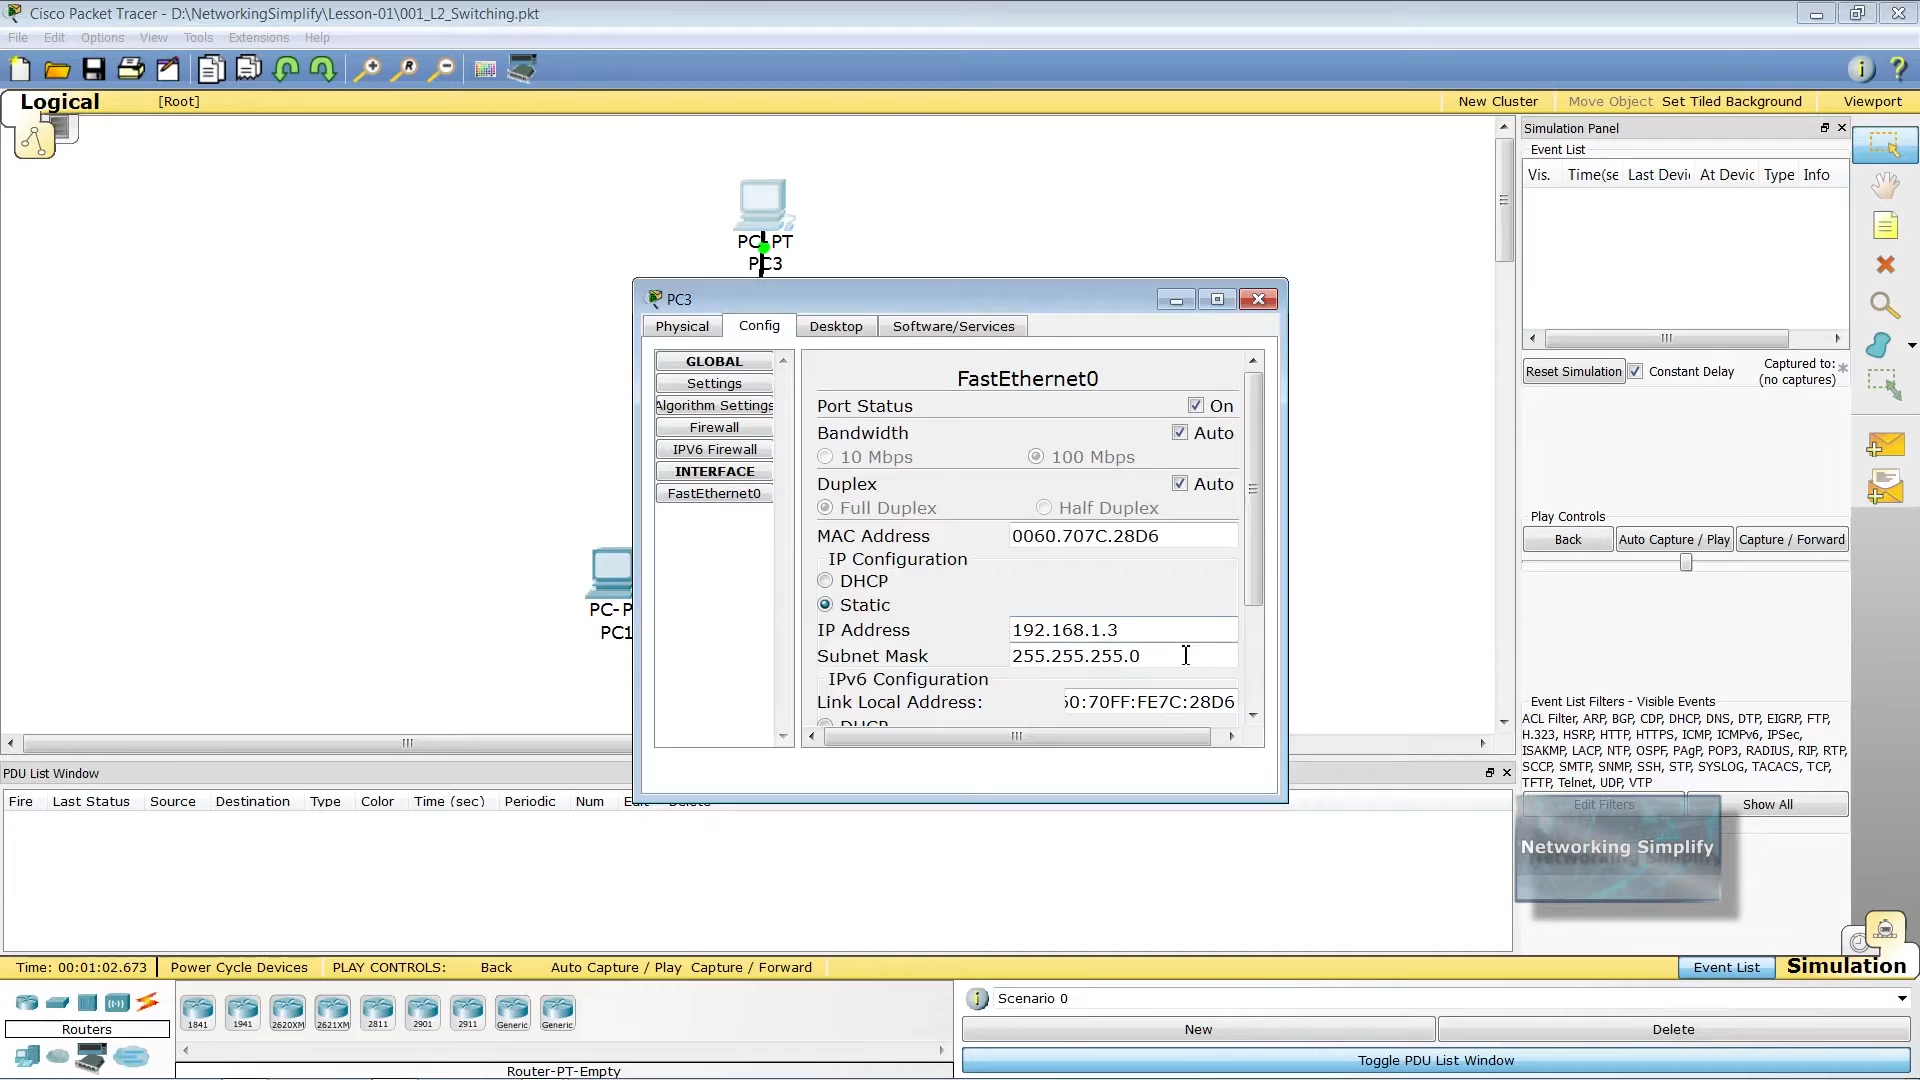 Cisco Packet Tracer - D:\NetworkingSimplify\Lesson-01\001_L2_Switching.pkt
File Edit Options View Tools Extensions Help
Logical [Root] New Cluster Move Object Set Tiled Background Viewport
PC-PT
PC3
PC1
PC3
Physical Config Desktop Software/Services
GLOBAL
Settings
Algorithm Settings
Firewall
IPV6 Firewall
INTERFACE
FastEthernet0
FastEthernet0
Port Status On
Bandwidth Auto
10 Mbps 100 Mbps
Duplex Auto
Full Duplex Half Duplex
MAC Address 0060.707C.28D6
IP Configuration
DHCP
Static
IP Address 192.168.1.3
Subnet Mask 255.255.255.0
IPv6 Configuration
Link Local Address: 60:70FF:FE7C:28D6
DHCP
Simulation Panel
Event List
Vis. Time(se Last Devi At Devic Type Info
Reset Simulation Constant Delay Captured to: *
(no captures)
Play Controls
Back Auto Capture / Play Capture / Forward
Event List Filters - Visible Events
ACL Filter, ARP, BGP, CDP, DHCP, DNS, DTP, EIGRP, FTP,
H.323, HSRP, HTTP, HTTPS, ICMP, ICMPv6, IPSec,
ISAKMP, LACP, NTP, OSPF, PAgP, POP3, RADIUS, RIP, RTP,
SCCP, SMTP, SNMP, SSH, STP, SYSLOG, TACACS, TCP,
TFTP, Telnet, UDP, VTP
Edit Filters Show All
Networking Simplify
PDU List Window
Fire Last Status Source Destination Type Color Time (sec) Periodic Num Edit Delete
Time: 00:01:02.673 Power Cycle Devices PLAY CONTROLS: Back Auto Capture / Play Capture / Forward Event List Simulation
Routers
1841 1941 2620XM 2621XM 2811 2901 2911 Generic Generic
Router-PT-Empty
Scenario 0
New Delete
Toggle PDU List Window